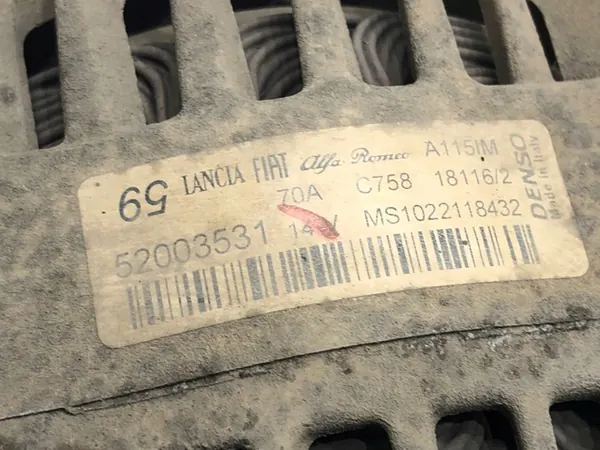 59 LANCIA FIAT Alfa Romeo A115IM
70A C758 18116/2
52003531 14V MS1022118432
DENSO
Made in Italy